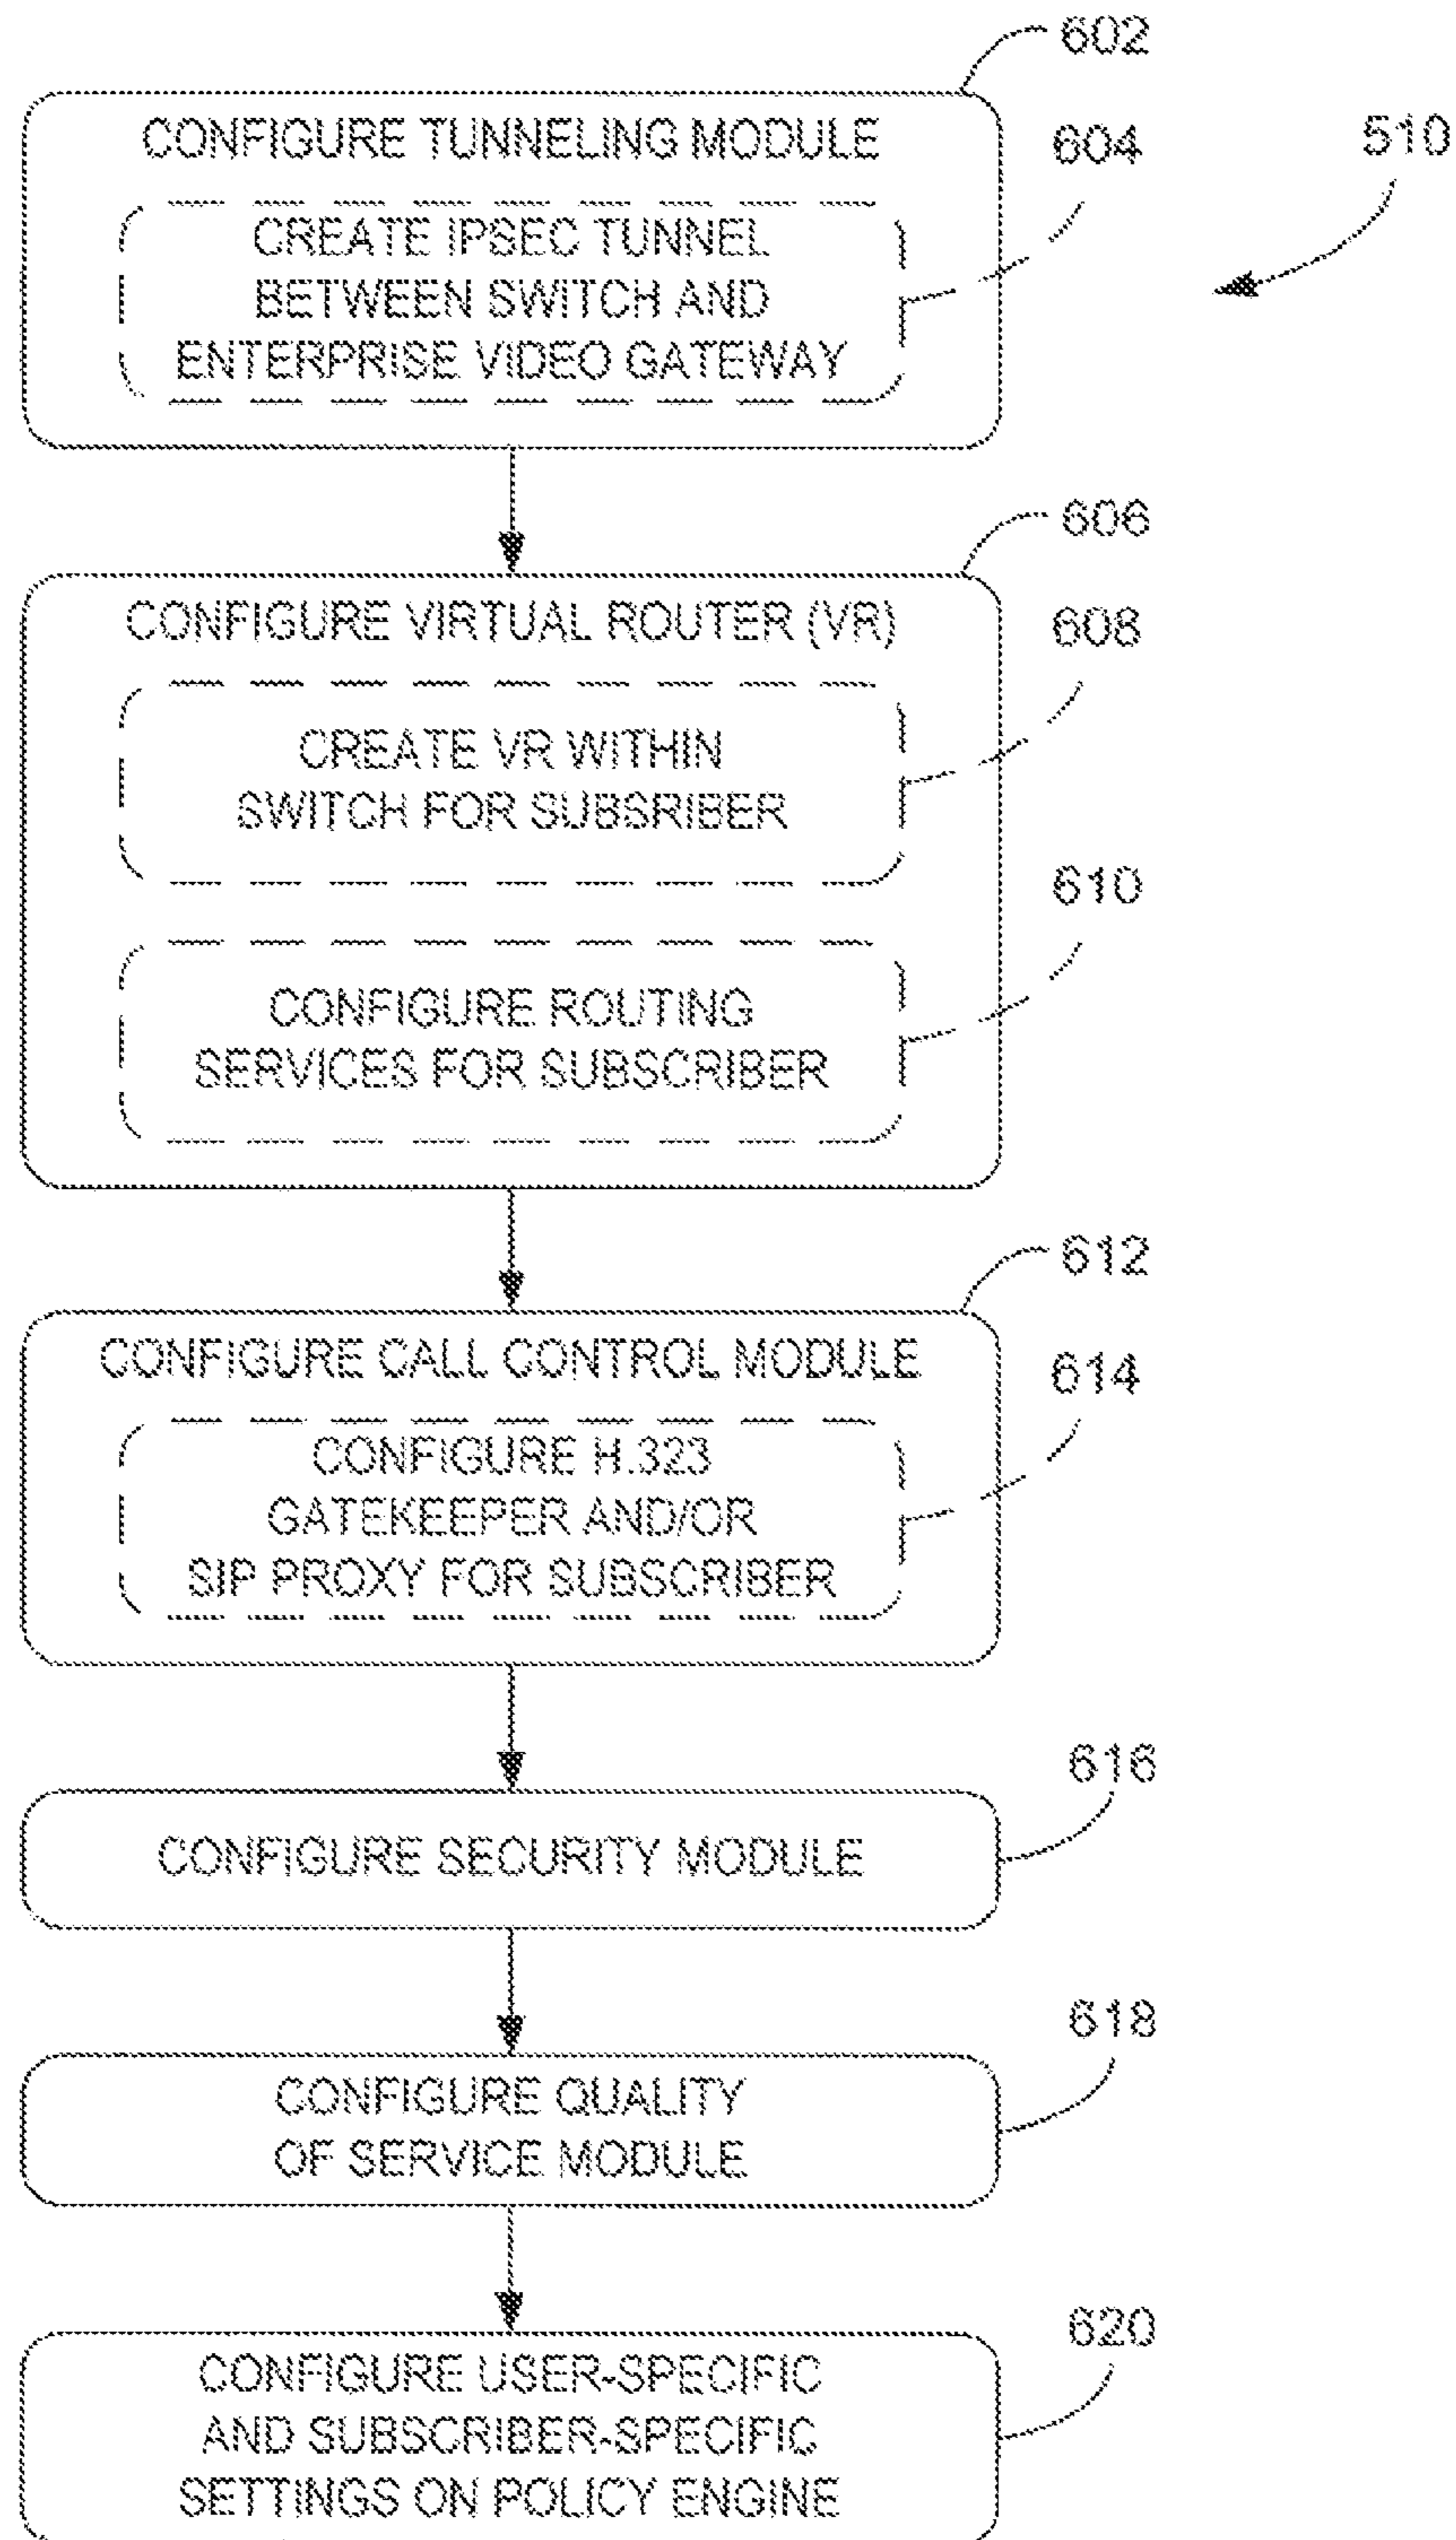 602
CONFIGURE TUNNELING MODULE
604
510
CREATE IPSEC TUNNEL
BETWEEN SWITCH AND
ENTERPRISE VIDEO GATEWAY
606
CONFIGURE VIRTUAL ROUTER (VR)
608
CREATE VR WITHIN
SWITCH FOR SUBSRIBER
610
CONFIGURE ROUTING
SERVICES FOR SUBSCRIBER
612
CONFIGURE CALL CONTROL MODULE
614
CONFIGURE H.323
GATEKEEPER AND/OR
SIP PROXY FOR SUBSCRIBER
616
CONFIGURE SECURITY MODULE
618
CONFIGURE QUALITY
OF SERVICE MODULE
620
CONFIGURE USER-SPECIFIC
AND SUBSCRIBER-SPECIFIC
SETTINGS ON POLICY ENGINE